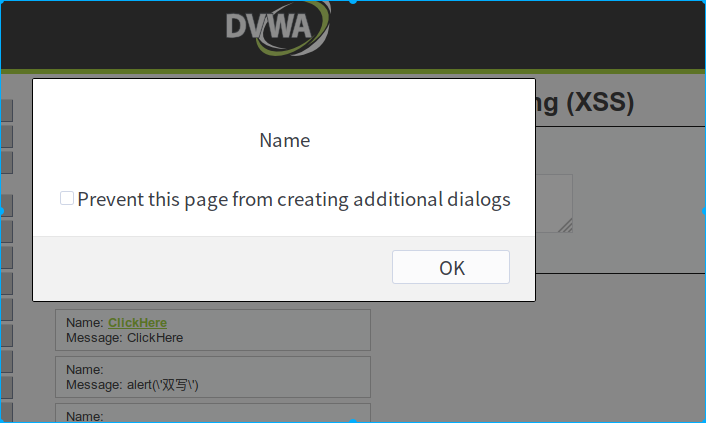 DVWA
ng (XSS)
Name
Prevent this page from creating additional dialogs
OK
Name: ClickHere
Message: ClickHere
Name:
Message: alert(\'双写\')
Name: